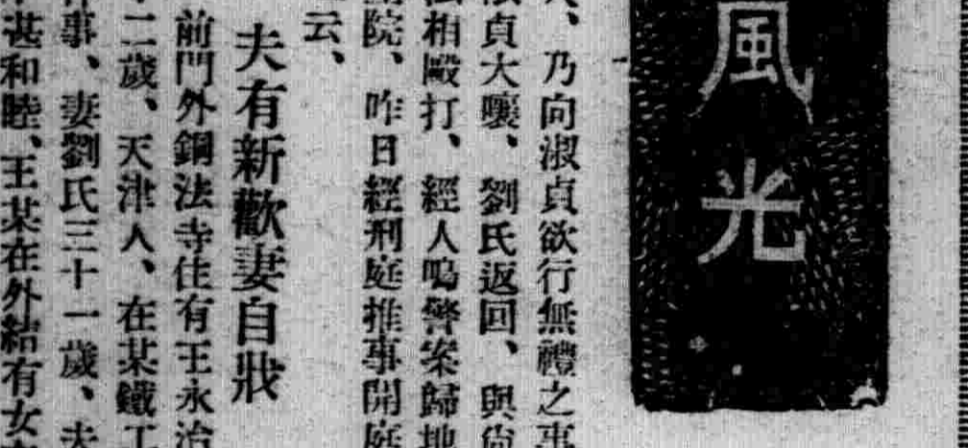 風光
乃向淑貞欲行無禮之事
貞大嚷、劉氏返回、與
相毆打、經人鳴警案歸地
院、昨日經刑庭推事開庭
云、
夫有新歡妻自戕
前門外鋼法寺住有王永治
二歲、天津人、在某鐵工
事、妻劉氏三十一歲、夫
甚和睦、王某在外結有女